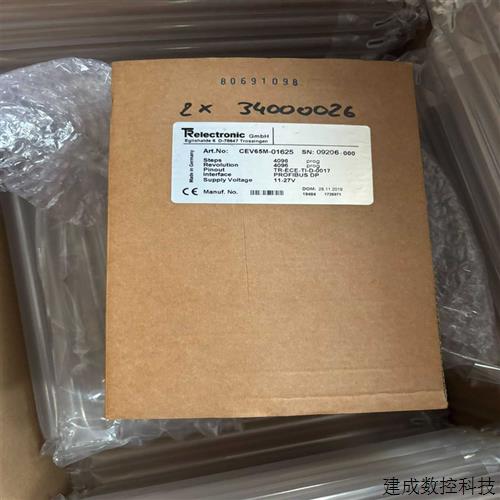 80691098
2x 34000026
TRelectronic GmbH
Eglishalde 6 D-78647 Trossingen
Made in Germany
Art.No: CEV65M-01625 SN: 09206-000
Steps 4096 prog
Revolution 4096 prog
Pinout TR-ECE-TI-D-0017
Interface PROFIBUS DP
Supply Voltage 11-27V
CE Manuf. No.
DOM: 28.11.2019
建成数控科技